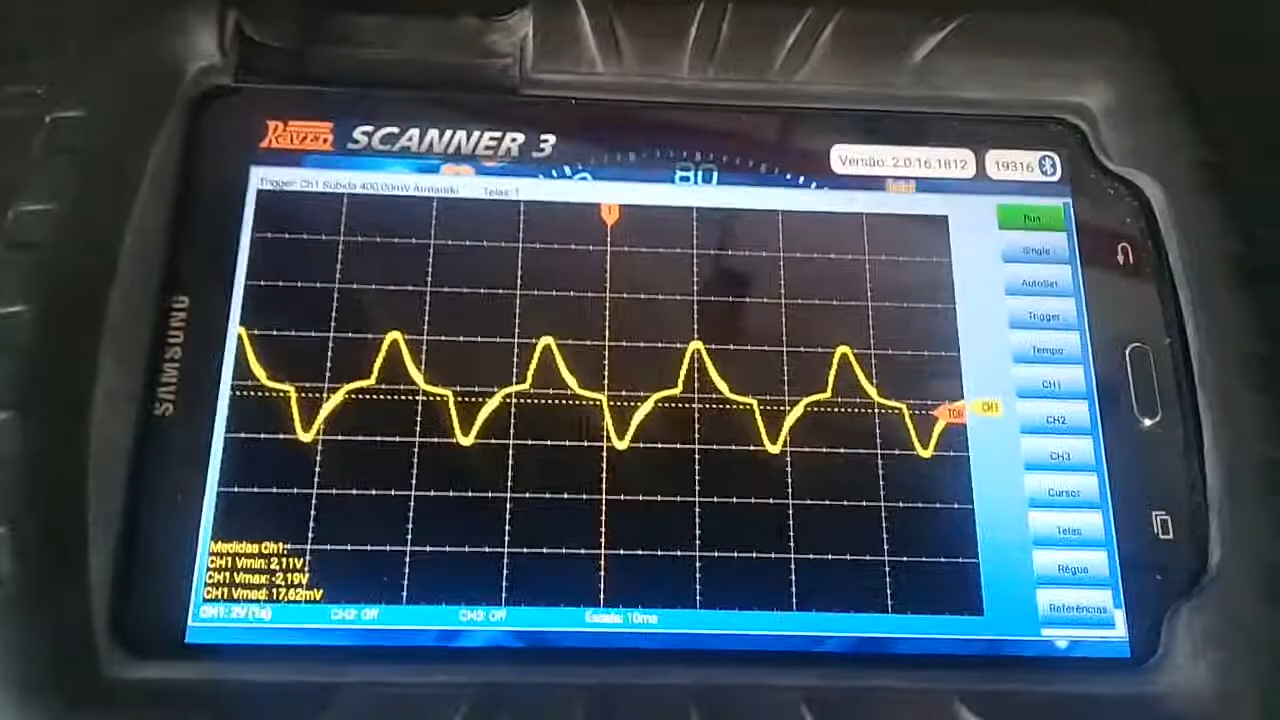 Raven SCANNER 3
80
Versão: 2.0.16.1812
19316
Trigger: Ch1 Subida 400,00mV
Telas: 1
Run
Single
AutoSet
Trigger
Tempo
CH1
CH2
CH3
Cursor
Telas
Régua
Referências
SAMSUNG
CH1
Medidas Ch1:
CH1 Vmin: 2,11V
CH1 Vmax: -2,19V
CH1 Vmed: 17,62mV
CH1: 2V (1x)
CH2: Off
CH3: Off
Escala: 10ms